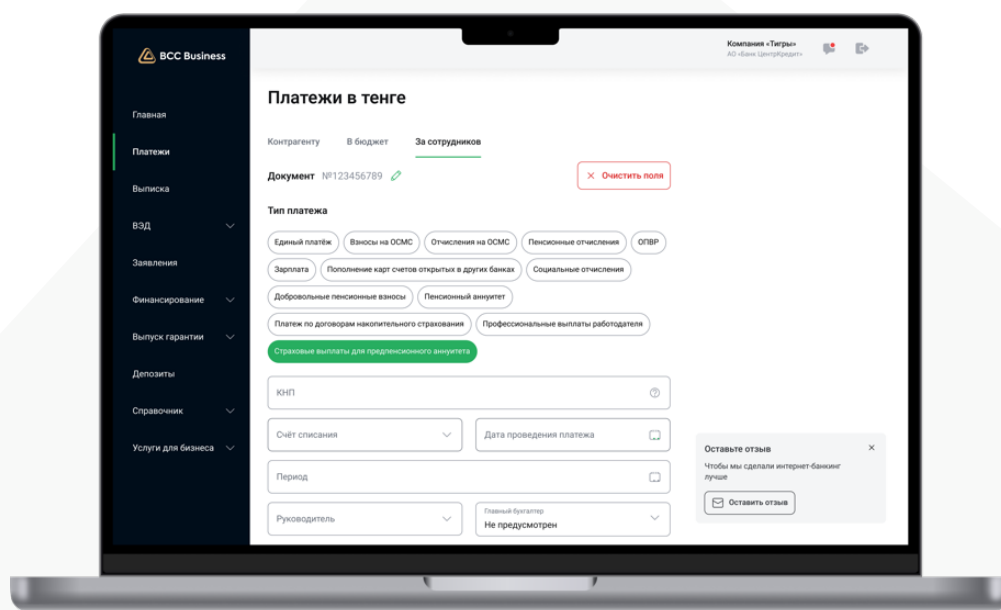 BCC Business
Компания «Тигры»
АО «Банк ЦентрКредит»
Главная
Платежи
Выписка
ВЭД
Заявления
Финансирование
Выпуск гарантии
Депозиты
Справочник
Услуги для бизнеса
Платежи в тенге
Контрагенту В бюджет За сотрудников
Документ №123456789
Очистить поля
Тип платежа
Единый платёж Взносы на ОСМС Отчисления на ОСМС Пенсионные отчисления ОПВР
Зарплата Пополнение карт счетов открытых в других банках Социальные отчисления
Добровольные пенсионные взносы Пенсионный аннуитет
Платеж по договорам накопительного страхования Профессиональные выплаты работодателя
Страховые выплаты для предпенсионного аннуитета
КНП
Счёт списания Дата проведения платежа
Период
Руководитель
Главный бухгалтер
Не предусмотрен
Оставьте отзыв
Чтобы мы сделали интернет-банкинг
лучше
Оставить отзыв